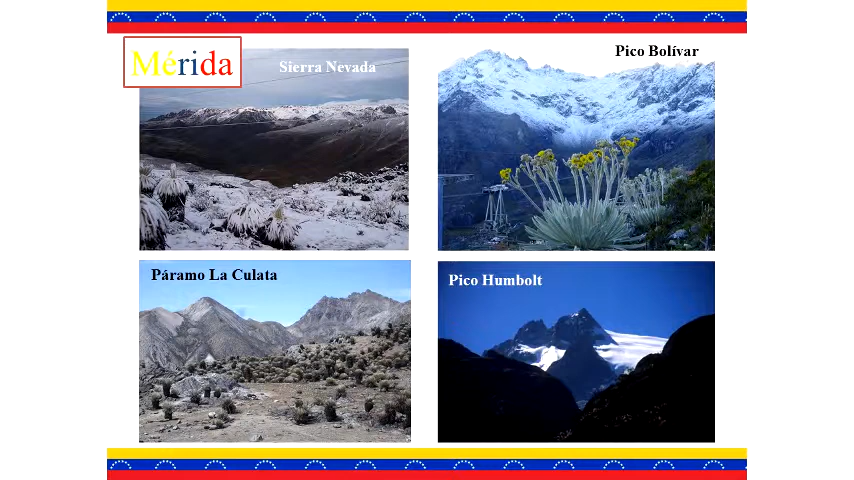 Mérida
Sierra Nevada
Pico Bolívar
Páramo La Culata
Pico Humbolt